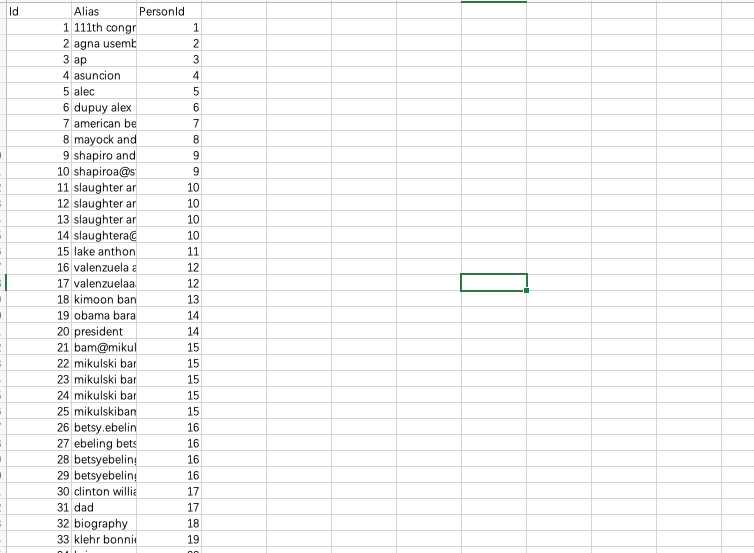 Id Alias PersonId
1 111th congr 1
2 agna usemb 2
3 ap 3
4 asuncion 4
5 alec 5
6 dupuy alex 6
7 american be 7
8 mayock and 8
9 shapiro and 9
10 shapiroa@s 9
11 slaughter ar 10
12 slaughter ar 10
13 slaughter ar 10
14 slaughtera@ 10
15 lake anthon 11
16 valenzuela a 12
17 valenzuelaa 12
18 kimoon ban 13
19 obama bara 14
20 president 14
21 bam@mikul 15
22 mikulski bar 15
23 mikulski bar 15
24 mikulski bar 15
25 mikulskibam 15
26 betsy.ebelin 16
27 ebeling bets 16
28 betsyebeling 16
29 betsyebeling 16
30 clinton willia 17
31 dad 17
32 biography 18
33 klehr bonnie 19